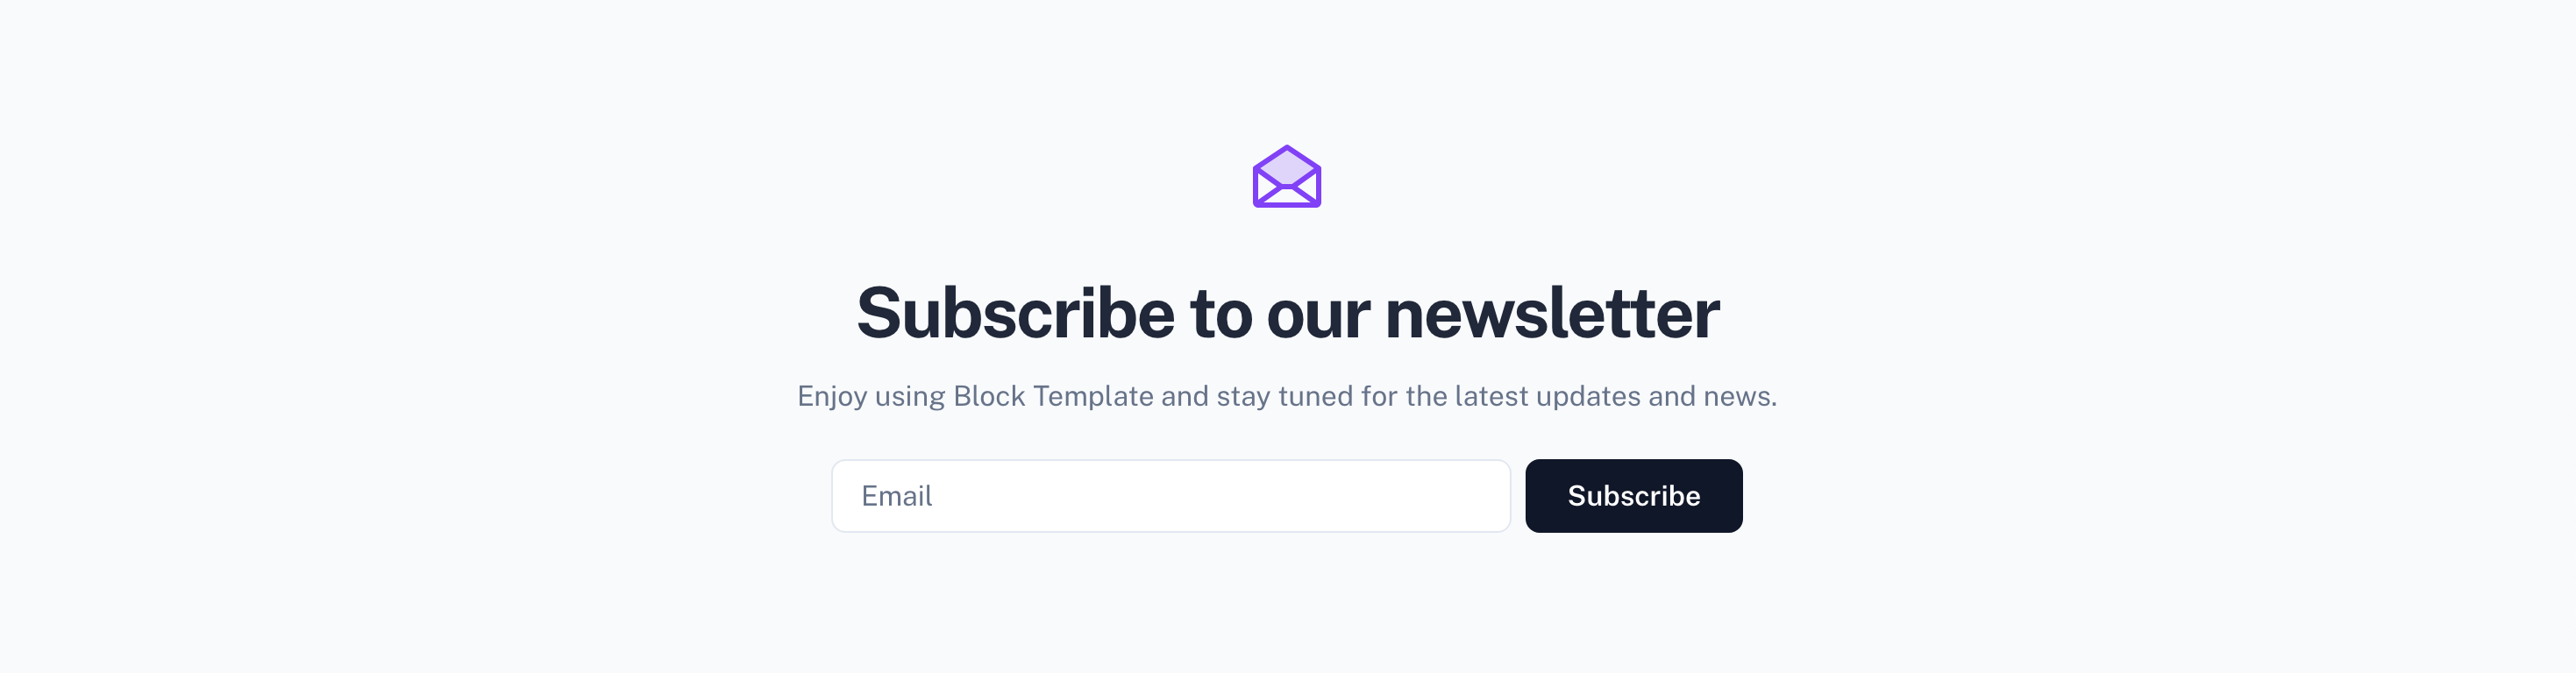 Subscribe to our newsletter
Enjoy using Block Template and stay tuned for the latest updates and news.
Email
Subscribe